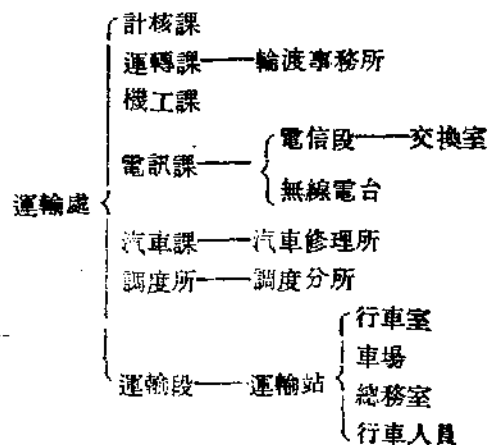 計核課
運轉課——輪渡事務所
機工課
電訊課
電信段——交換室
無線電台
運輸處
汽車課——汽車修理所
調度所——調度分所
運輸段——運輸站
行車室
車場
總務室
行車人員